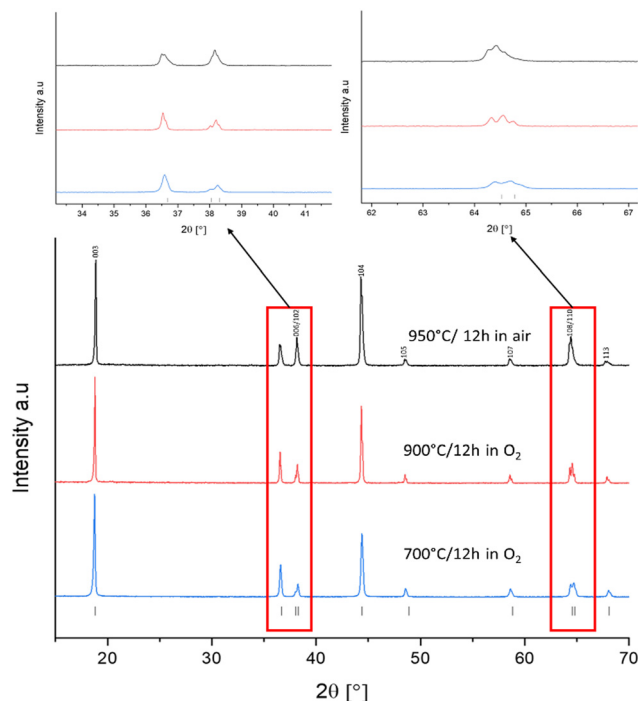 Intensity a.u
34 35 36 37 38 39 40 41
2θ [°]
Intensity a.u
62 63 64 65 66 67
2θ [°]
003
006/102
104
105
107
108/110
113
950°C/ 12h in air
900°C/12h in O₂
700°C/12h in O₂
Intensity a.u
20 30 40 50 60 70
2θ [°]